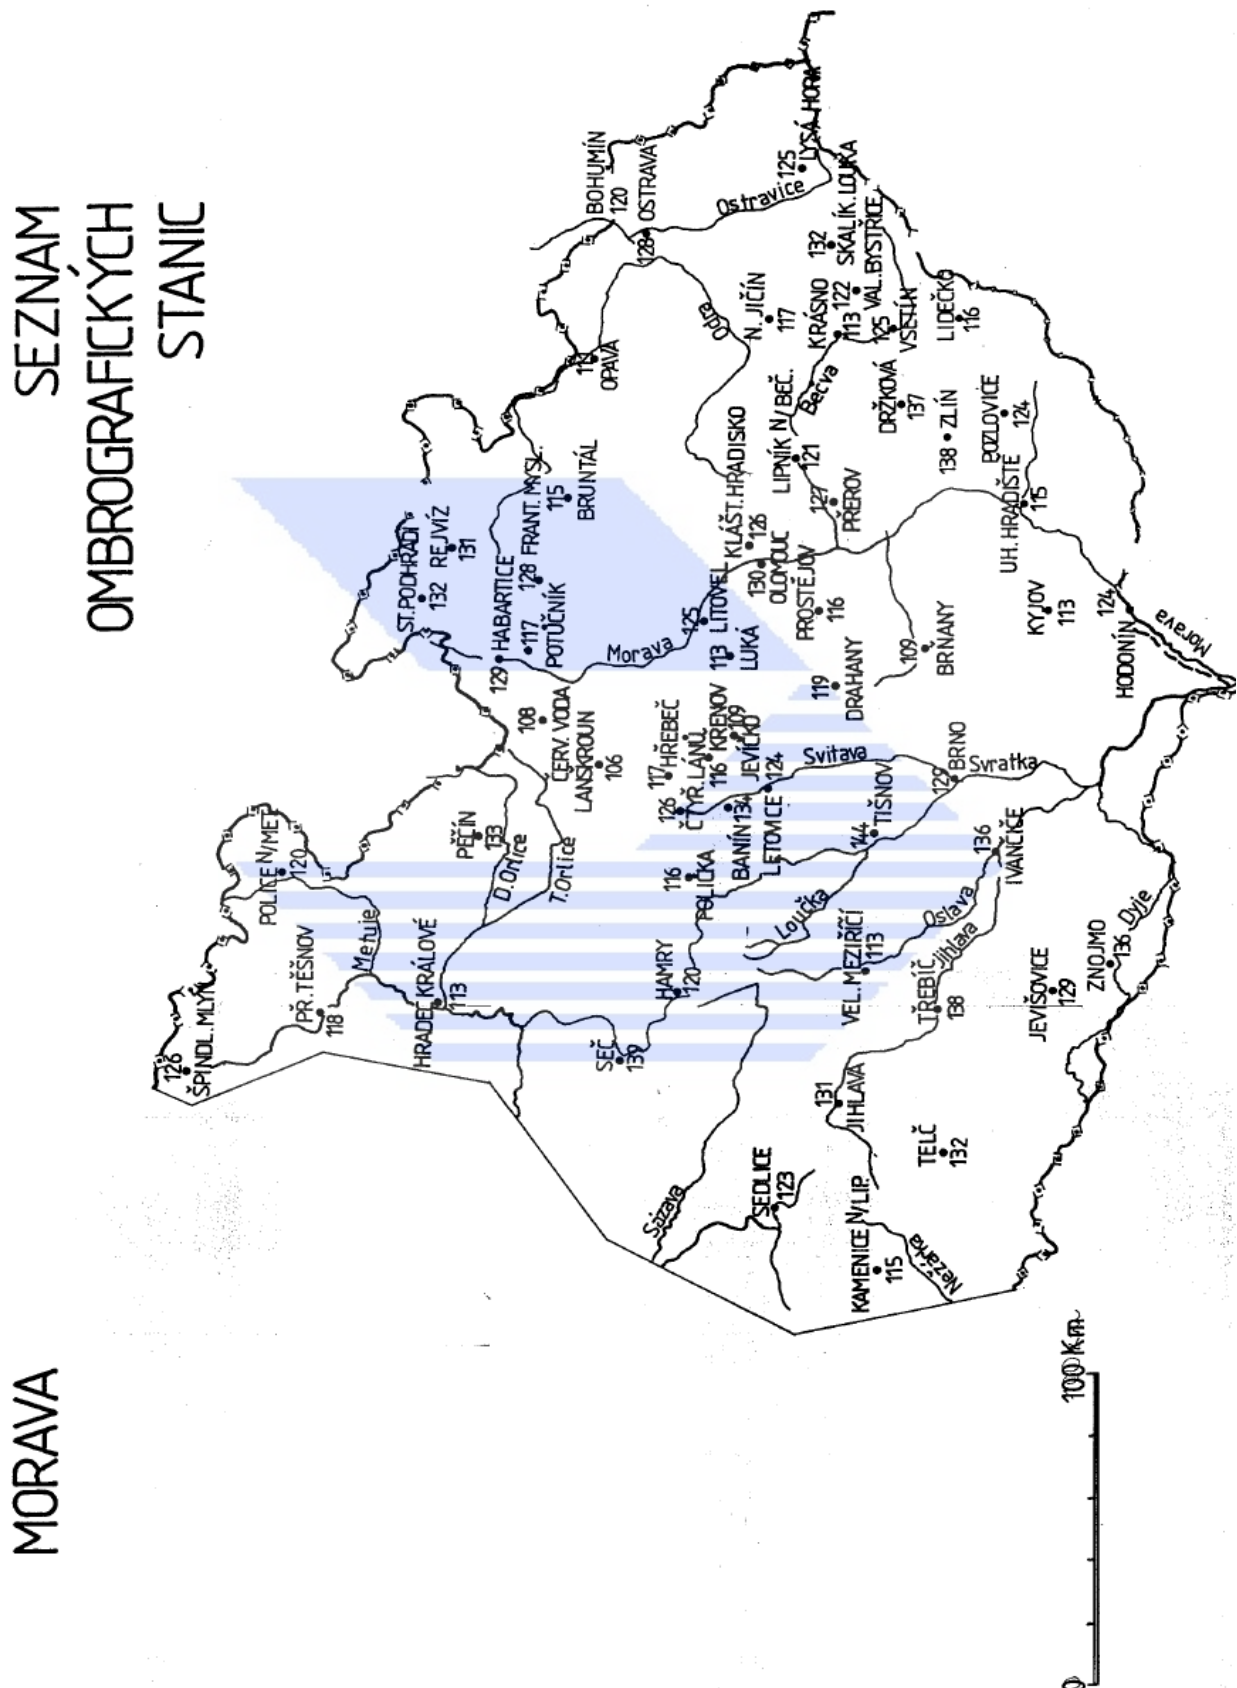 MORAVA
SEZNAM
OMBROGRAFICKÝCH
STANIC
126
ŠPINDL. MLÝN
POLICE N/MET.
120
PŘ. TĚŠNOV
118
Metuje
HRADEC KRÁLOVÉ
113
PĚČÍN
133
D. Orlice
T. Orlice
ST. PODHRADÍ
132
REJVÍZ
131
129
HABARTICE
117
POTŮČNÍK
128
FRANT. MYSL.
115
BRUNTÁL
OPAVA
BOHUMÍN
120
128
OSTRAVA
Ostravice
125
LYSÁ HORA
108
ČERV. VODA
LANŠKROUN
106
Morava
Odra
N. JIČÍN
117
132
SKALÍK. LOUKA
SEČ
139
HAMRY
120
116
POLIČKA
126
ČTYŘ. LÁNŮ
117
HŘEBEČ
116
KŘENOV
109
JEVÍČKO
BANÍN
134
LETOVICE
124
113
LUKÁ
125
LITOVEL
KLÁŠT. HRADISKO
126
130
OLOMOUC
PROSTĚJOV
116
LIPNÍK N/BEČ.
121
127
PŘEROV
Bečva
KRÁSNO
113
122
VAL. BYSTŘICE
125
VSETÍN
LIDEČKO
116
DRŽKOVÁ
137
138
ZLÍN
POZLOVICE
124
UH. HRADIŠTĚ
115
119
DRAHANY
109
BRŇANY
KYJOV
113
124
HODONÍN
Morava
Svitava
129
BRNO
Svratka
144
TIŠNOV
Loučka
VEL. MEZIŘÍČÍ
113
Oslava
Jihlava
136
IVANČICE
TŘEBÍČ
138
131
JIHLAVA
TELČ
132
JEVIŠOVICE
129
ZNOJMO
136
Dyje
Sázava
SEDLICE
123
KAMENICE N/LIP.
115
Nežárka
0
100 Km